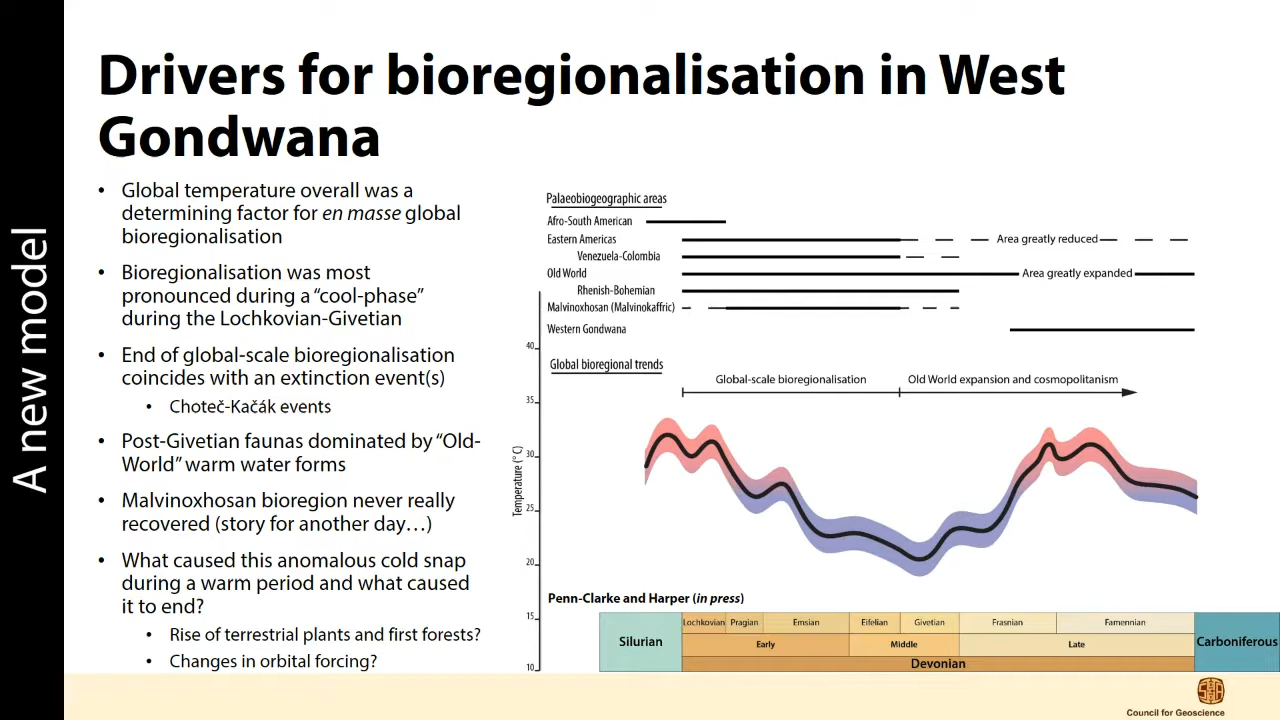 A new model
Drivers for bioregionalisation in West
Gondwana
• Global temperature overall was a
determining factor for en masse global
bioregionalisation
• Bioregionalisation was most
pronounced during a “cool-phase”
during the Lochkovian-Givetian
• End of global-scale bioregionalisation
coincides with an extinction event(s)
• Choteč-Kačák events
• Post-Givetian faunas dominated by “Old-
World” warm water forms
• Malvinoxhosan bioregion never really
recovered (story for another day…)
• What caused this anomalous cold snap
during a warm period and what caused
it to end?
• Rise of terrestrial plants and first forests?
• Changes in orbital forcing?
Palaeobiogeographic areas
Afro-South American
Eastern Americas
Area greatly reduced
Venezuela-Colombia
Old World
Area greatly expanded
Rhenish-Bohemian
Malvinoxhosan (Malvinokaffric)
Western Gondwana
Global bioregional trends
Global-scale bioregionalisation
Old World expansion and cosmopolitanism
Temperature (° C)
40
35
30
25
20
15
10
Penn-Clarke and Harper (in press)
Silurian
Lochkovian
Pragian
Emsian
Eifelian
Givetian
Frasnian
Famennian
Carboniferous
Early
Middle
Late
Devonian
Council for Geoscience